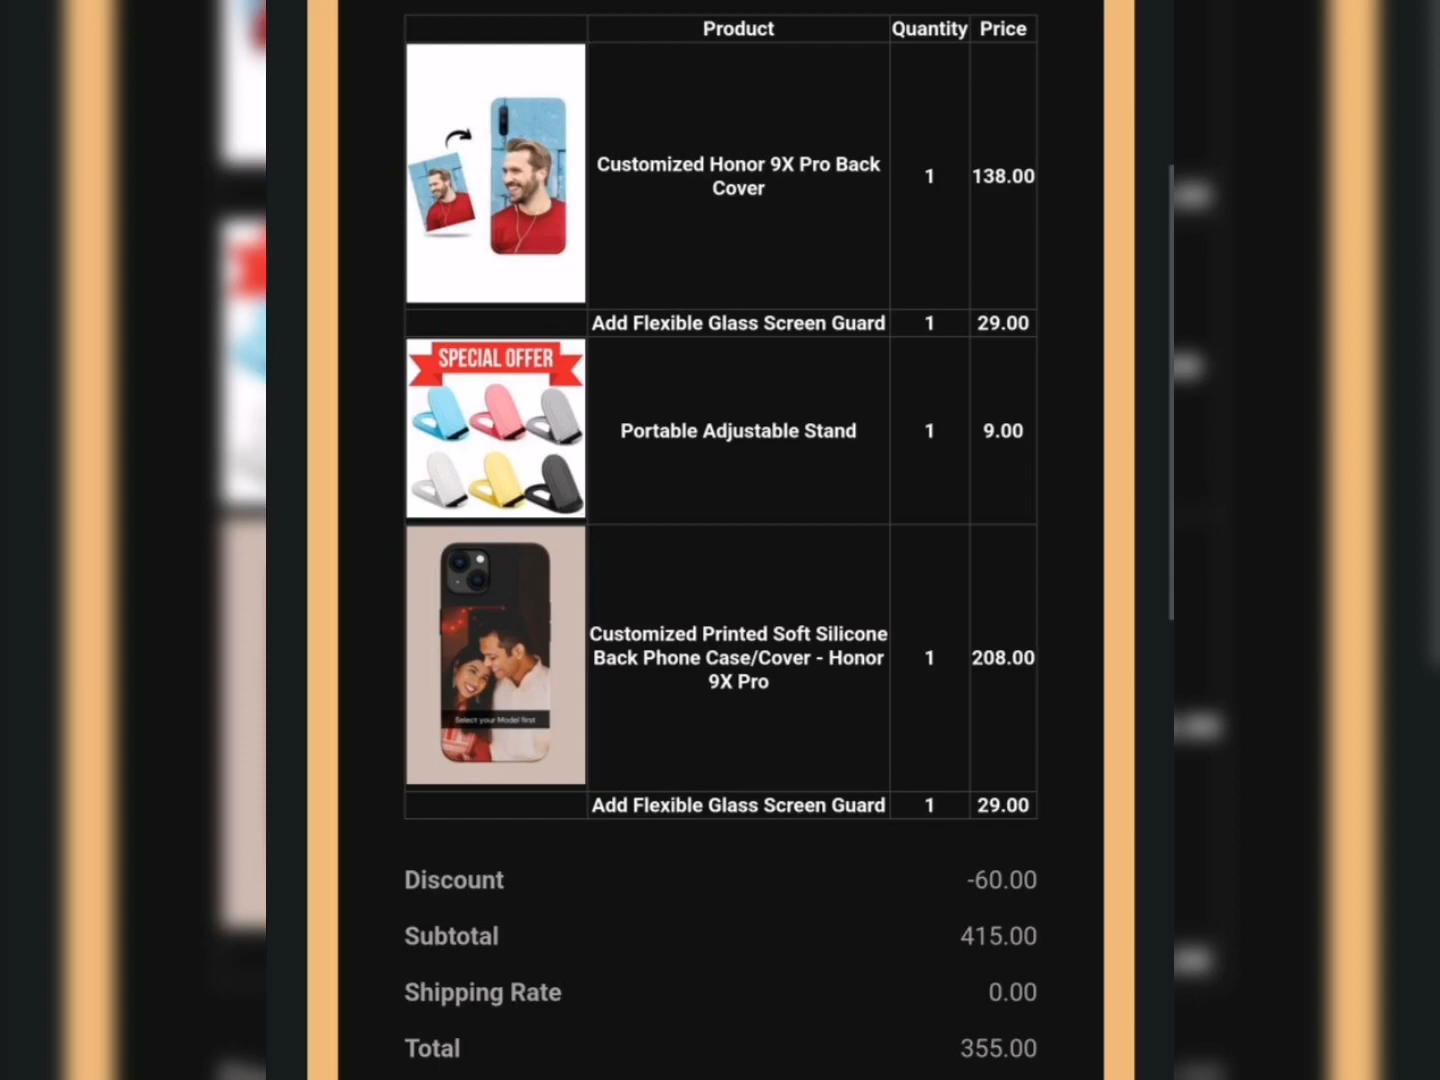 Product Quantity Price
Customized Honor 9X Pro Back
Cover
1 138.00
Add Flexible Glass Screen Guard 1 29.00
SPECIAL OFFER
Portable Adjustable Stand 1 9.00
Customized Printed Soft Silicone
Back Phone Case/Cover - Honor
9X Pro
1 208.00
Select your Model first
Add Flexible Glass Screen Guard 1 29.00
Discount -60.00
Subtotal 415.00
Shipping Rate 0.00
Total 355.00